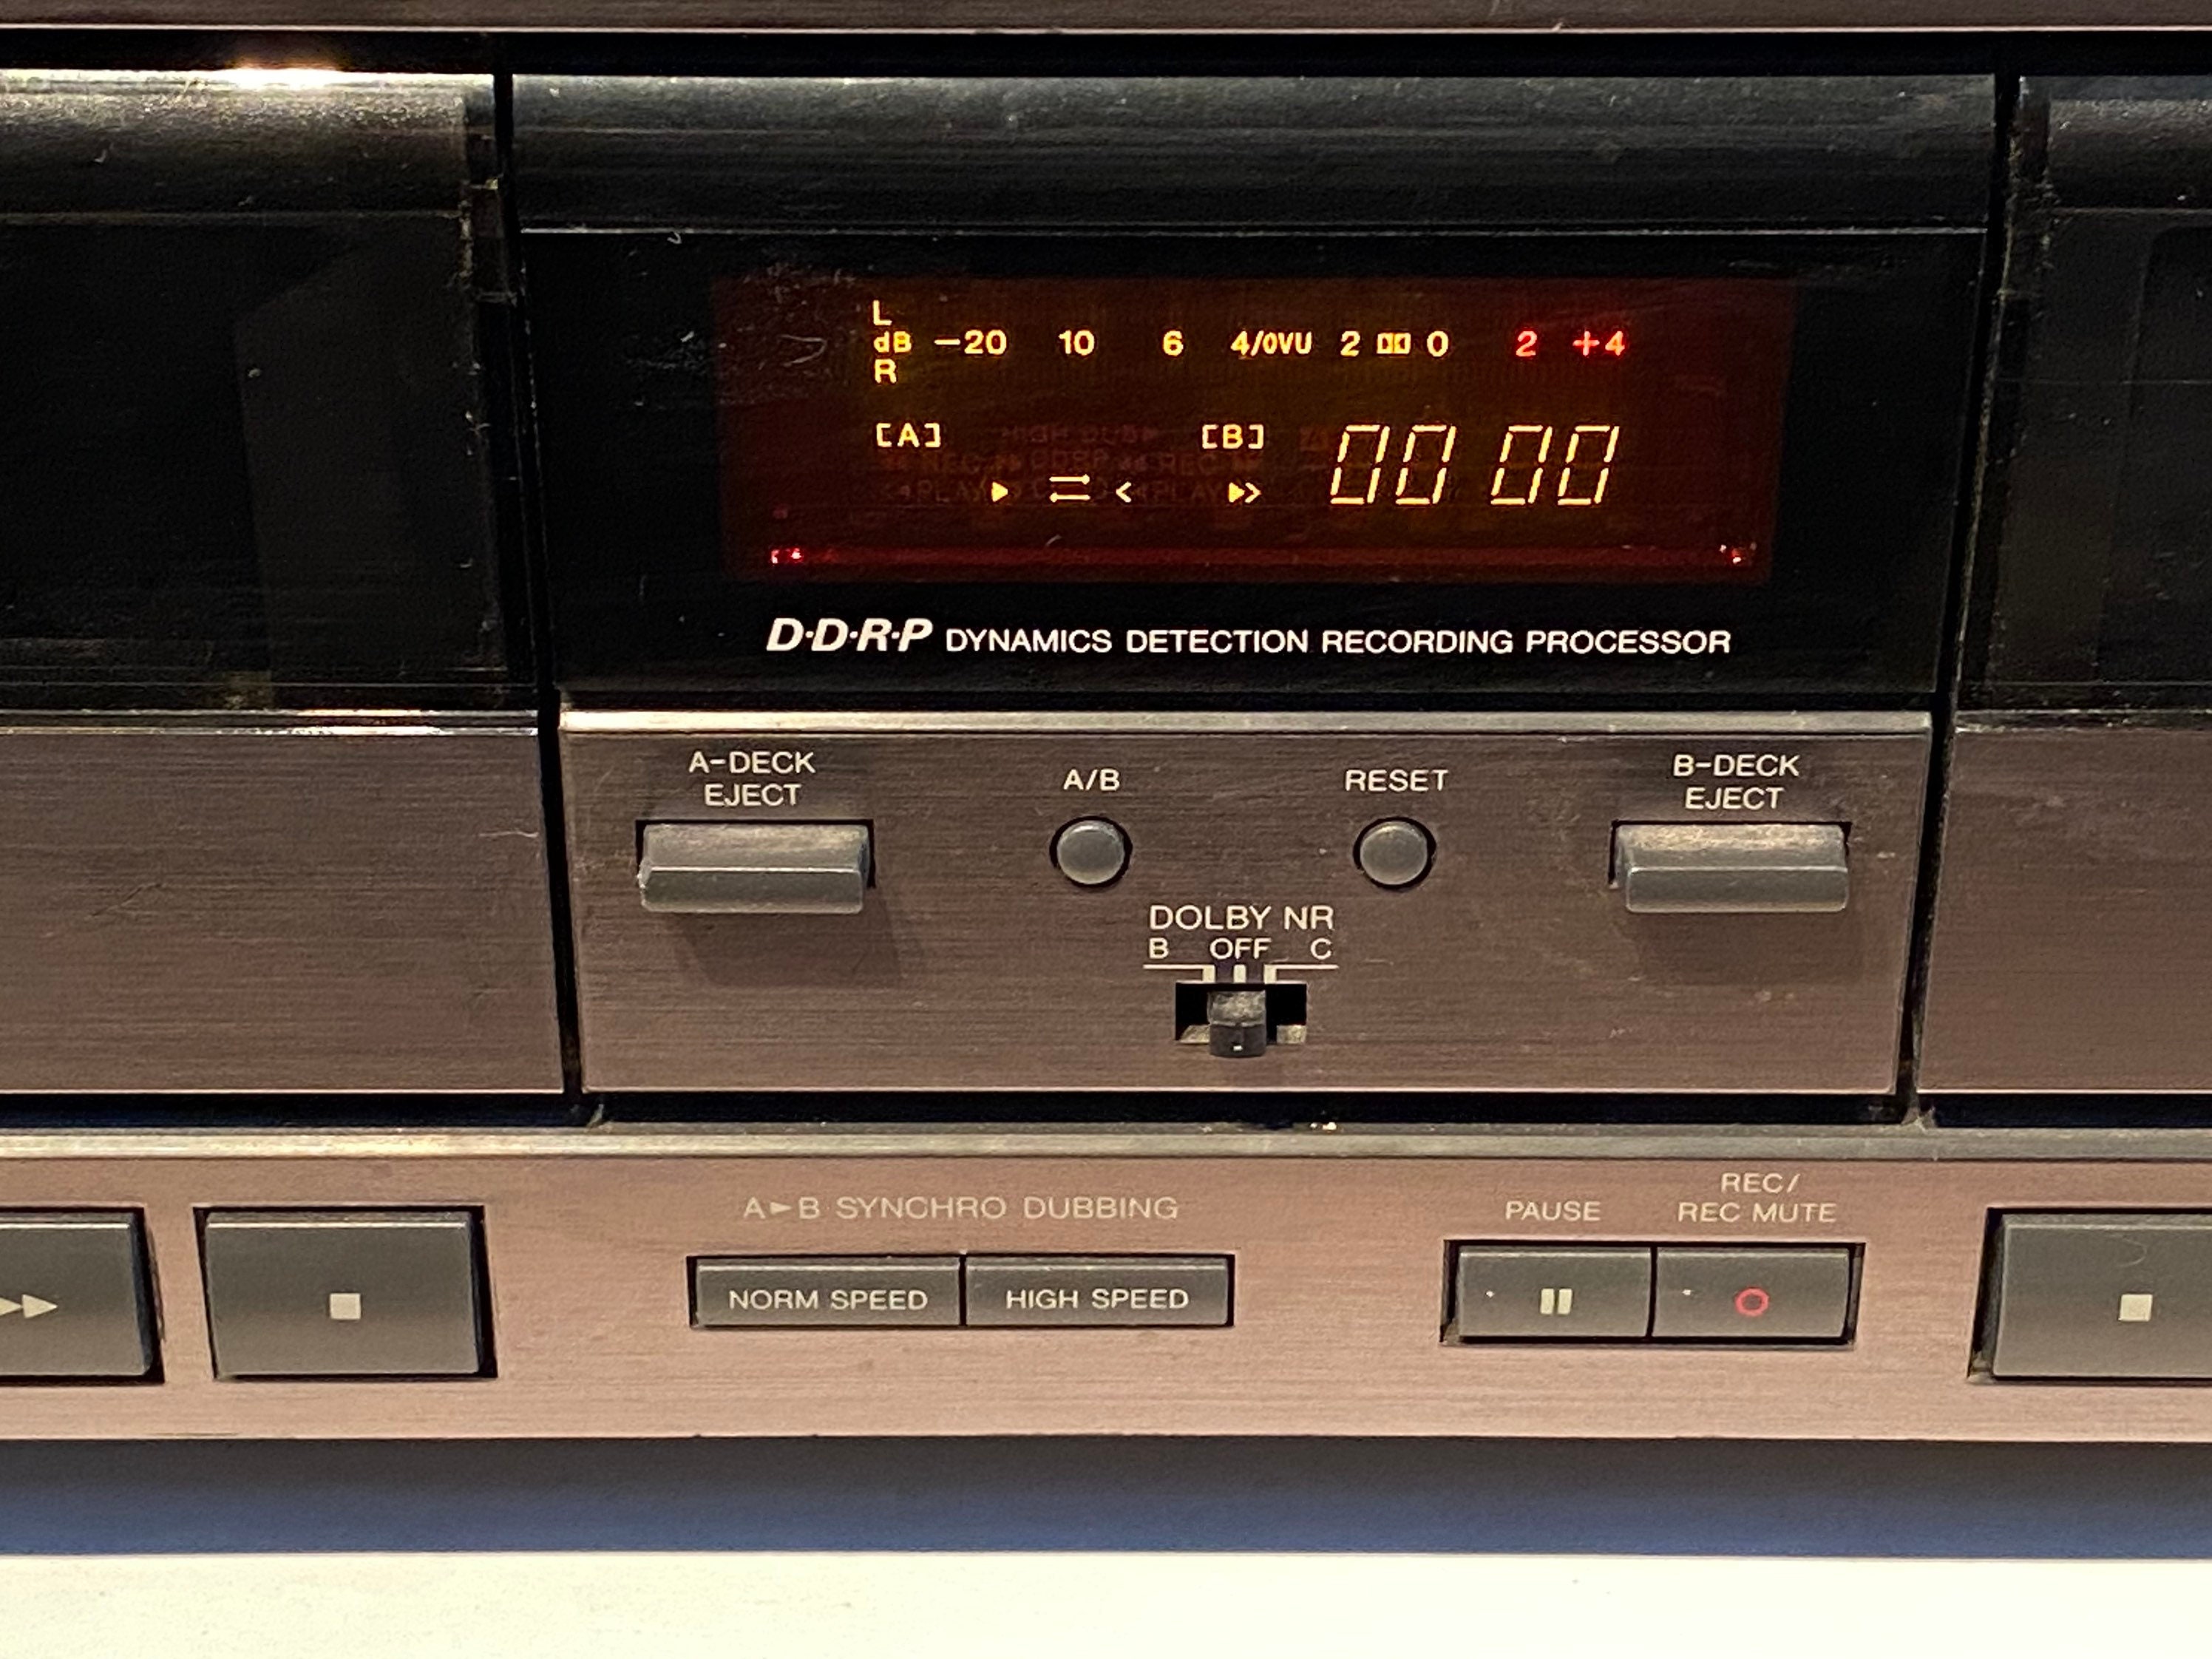 L
dB −20 10 6 4/0VU 2 0 2 +4
R
[A] [B] 00 00
D·D·R·P DYNAMICS DETECTION RECORDING PROCESSOR
A-DECK
EJECT
A/B
RESET
B-DECK
EJECT
DOLBY NR
B OFF C
A►B SYNCHRO DUBBING
NORM SPEED
HIGH SPEED
PAUSE
REC/
REC MUTE